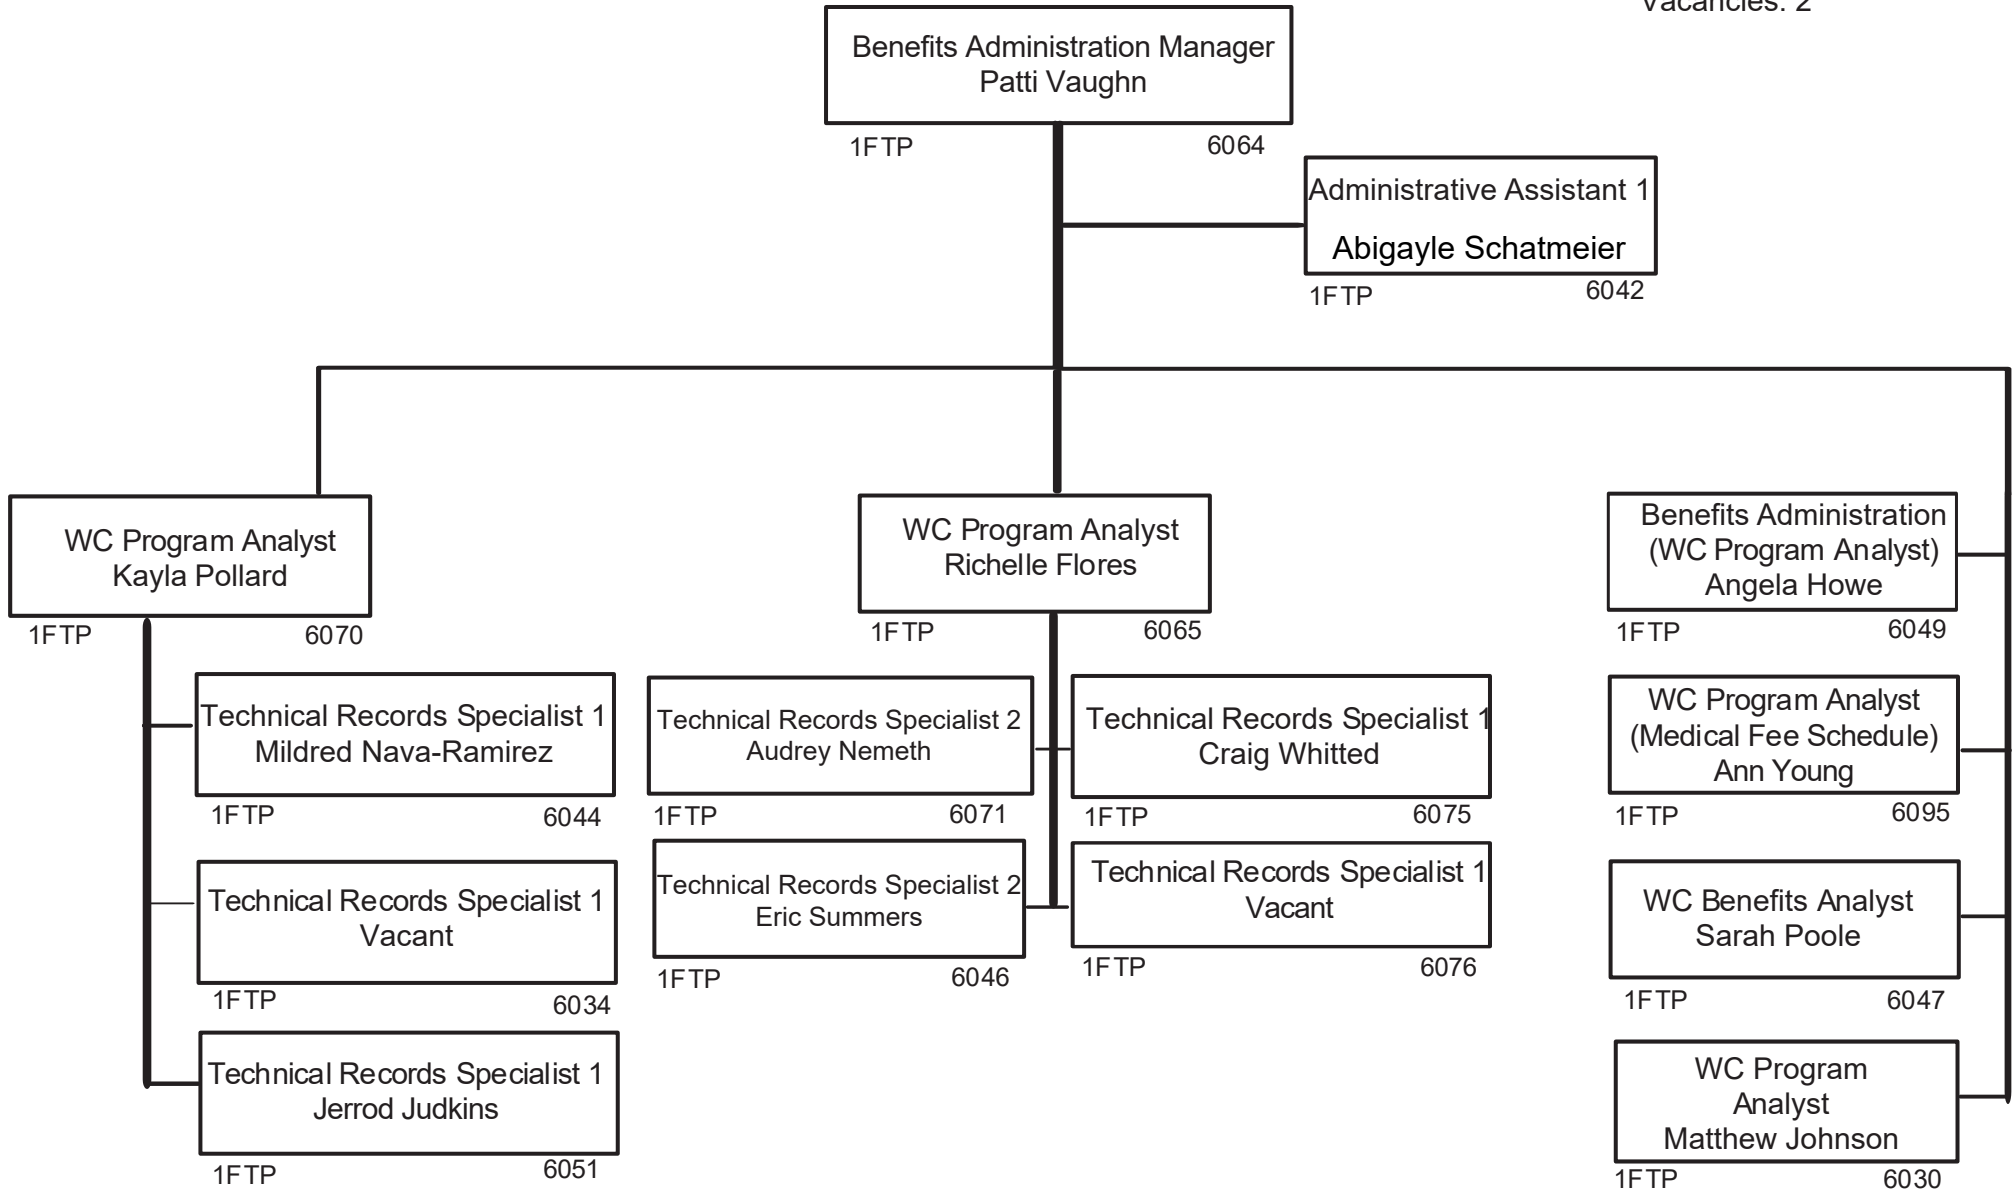 Vacancies: 2
Benefits Administration Manager
Patti Vaughn
1FTP
6064
Administrative Assistant 1
Abigayle Schatmeier
1FTP
6042
WC Program Analyst
Kayla Pollard
1FTP
6070
Technical Records Specialist 1
Mildred Nava-Ramirez
1FTP
6044
Technical Records Specialist 1
Vacant
1FTP
6034
Technical Records Specialist 1
Jerrod Judkins
1FTP
6051
WC Program Analyst
Richelle Flores
1FTP
6065
Technical Records Specialist 2
Audrey Nemeth
1FTP
6071
Technical Records Specialist 1
Craig Whitted
1FTP
6075
Technical Records Specialist 2
Eric Summers
1FTP
6046
Technical Records Specialist 1
Vacant
1FTP
6076
Benefits Administration
(WC Program Analyst)
Angela Howe
1FTP
6049
WC Program Analyst
(Medical Fee Schedule)
Ann Young
1FTP
6095
WC Benefits Analyst
Sarah Poole
1FTP
6047
WC Program
Analyst
Matthew Johnson
1FTP
6030